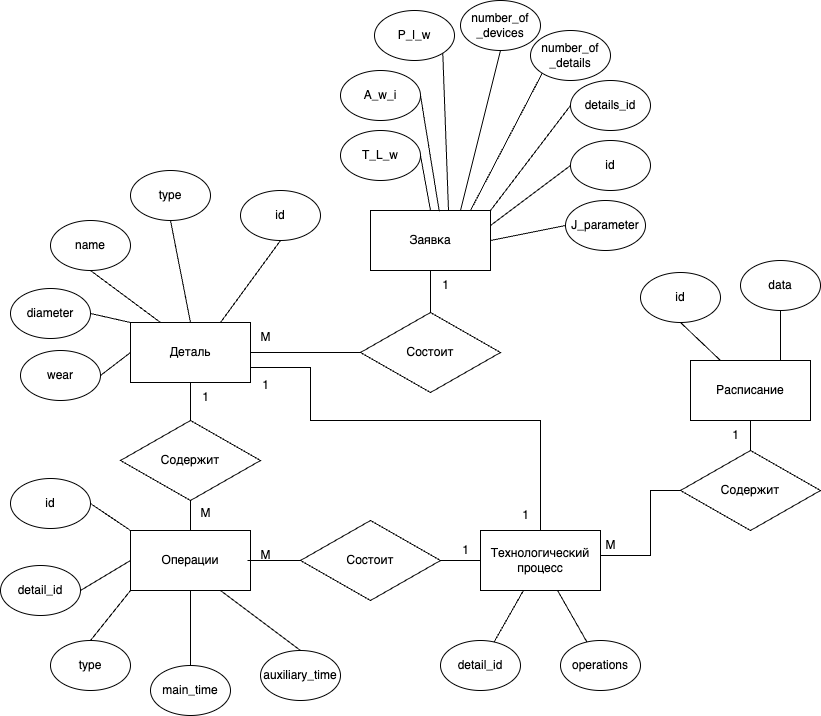 number_of
_devices
P_I_w
number_of
_details
A_w_i
details_id
T_L_w
id
type
id
J_parameter
name
Заявка
data
id
1
diameter
M
Деталь
Состоит
wear
1
Расписание
1
1
Содержит
Содержит
id
M
1
Операции
M
Состоит
1
Технологический
процесс
M
detail_id
type
main_time
auxiliary_time
detail_id
operations